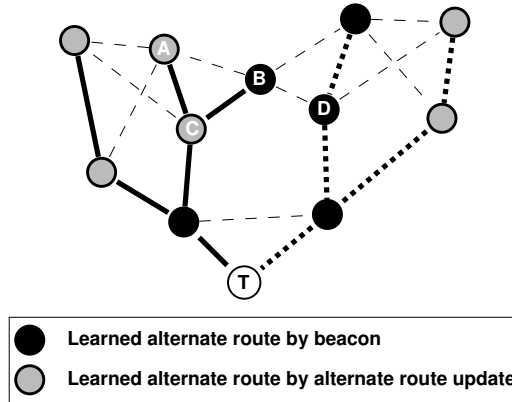 A
B
C
D
T
Learned alternate route by beacon
Learned alternate route by alternate route update